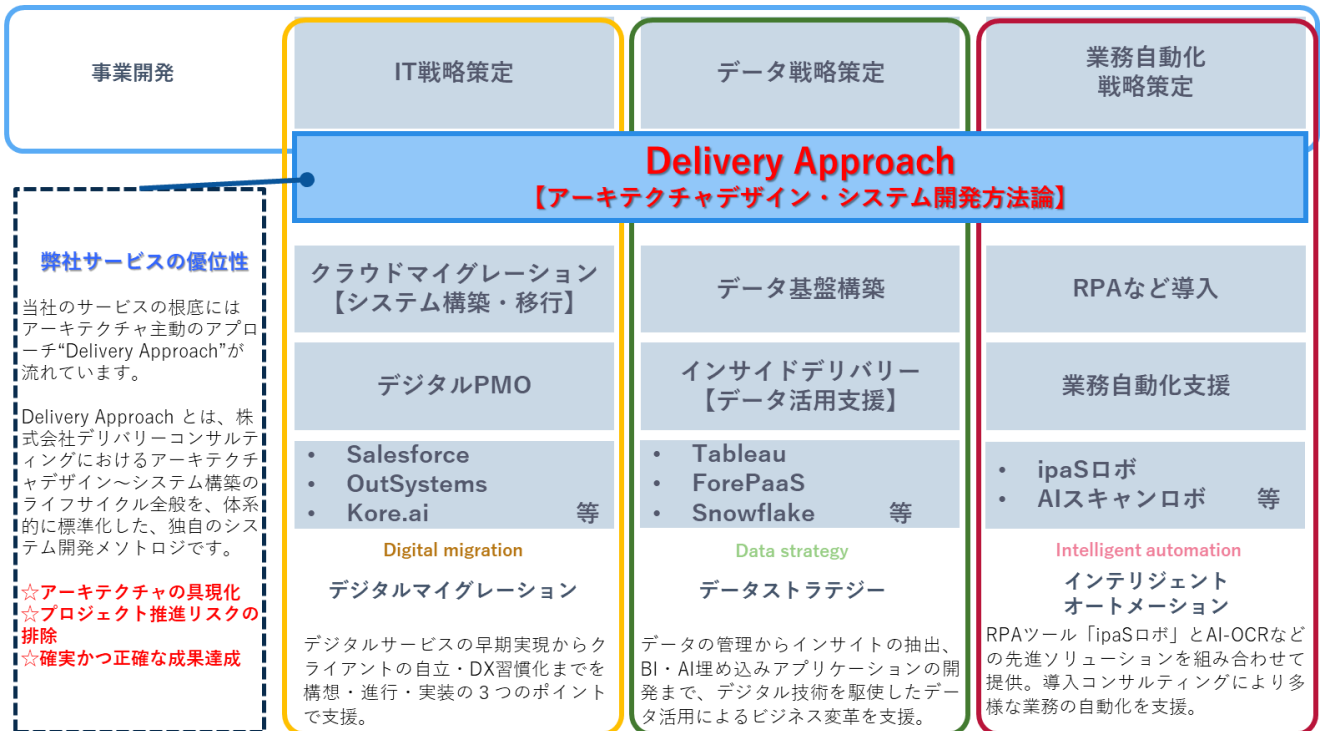 事業開発
IT戦略策定
データ戦略策定
業務自動化
戦略策定
Delivery Approach
【アーキテクチャデザイン・システム開発方法論】
弊社サービスの優位性
当社のサービスの根底には
アーキテクチャ主動のアプロ
ーチ“Delivery Approach”が
流れています。
Delivery Approach とは、株
式会社デリバリーコンサルテ
ィングにおけるアーキテクチ
ャデザイン～システム構築の
ライフサイクル全般を、体系
的に標準化した、独自のシス
テム開発メソトロジです。
☆アーキテクチャの具現化
☆プロジェクト推進リスクの
排除
☆確実かつ正確な成果達成
クラウドマイグレーション
【システム構築・移行】
デジタルPMO
• Salesforce
• OutSystems
• Kore.ai 等
Digital migration
デジタルマイグレーション
デジタルサービスの早期実現からク
ライアントの自立・DX習慣化までを
構想・進行・実装の３つのポイント
で支援。
データ基盤構築
インサイドデリバリー
【データ活用支援】
• Tableau
• ForePaaS
• Snowflake 等
Data strategy
データストラテジー
データの管理からインサイトの抽出、
BI・AI埋め込みアプリケーションの開
発まで、デジタル技術を駆使したデー
タ活用によるビジネス変革を支援。
RPAなど導入
業務自動化支援
• ipaSロボ
• AIスキャンロボ 等
Intelligent automation
インテリジェント
オートメーション
RPAツール「ipaSロボ」とAI-OCRなど
の先進ソリューションを組み合わせて
提供。導入コンサルティングにより多
様な業務の自動化を支援。